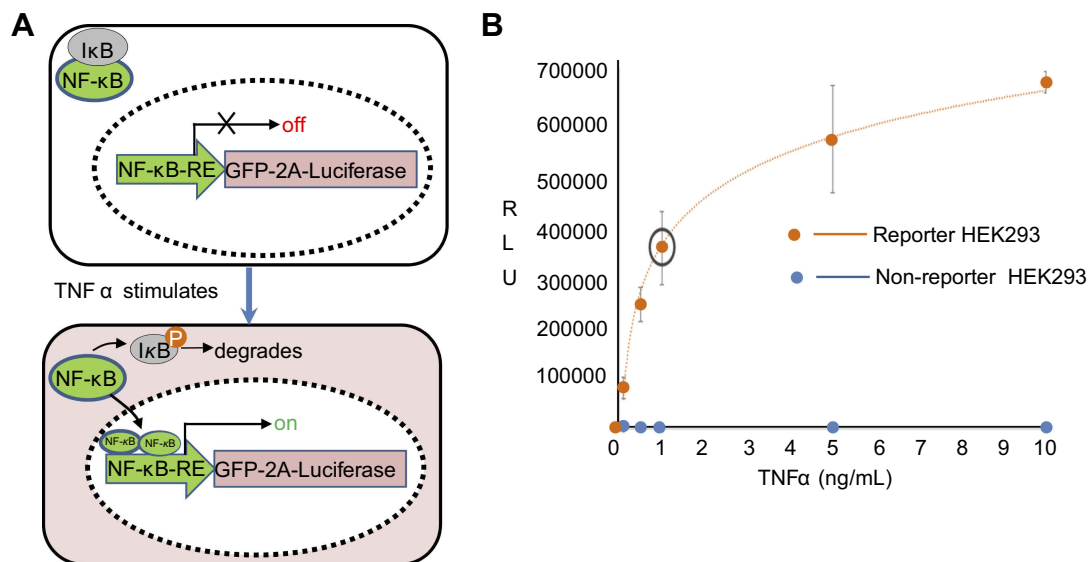 A
IκB
NF-κB
off
NF-κB-RE
GFP-2A-Luciferase
TNF α stimulates
P
IκB
degrades
NF-κB
on
NF-κB
NF-κB
NF-κB-RE
GFP-2A-Luciferase
B
700000
600000
500000
400000
300000
200000
100000
R
L
U
Reporter HEK293
Non-reporter HEK293
0 1 2 3 4 5 6 7 8 9 10
TNFα (ng/mL)